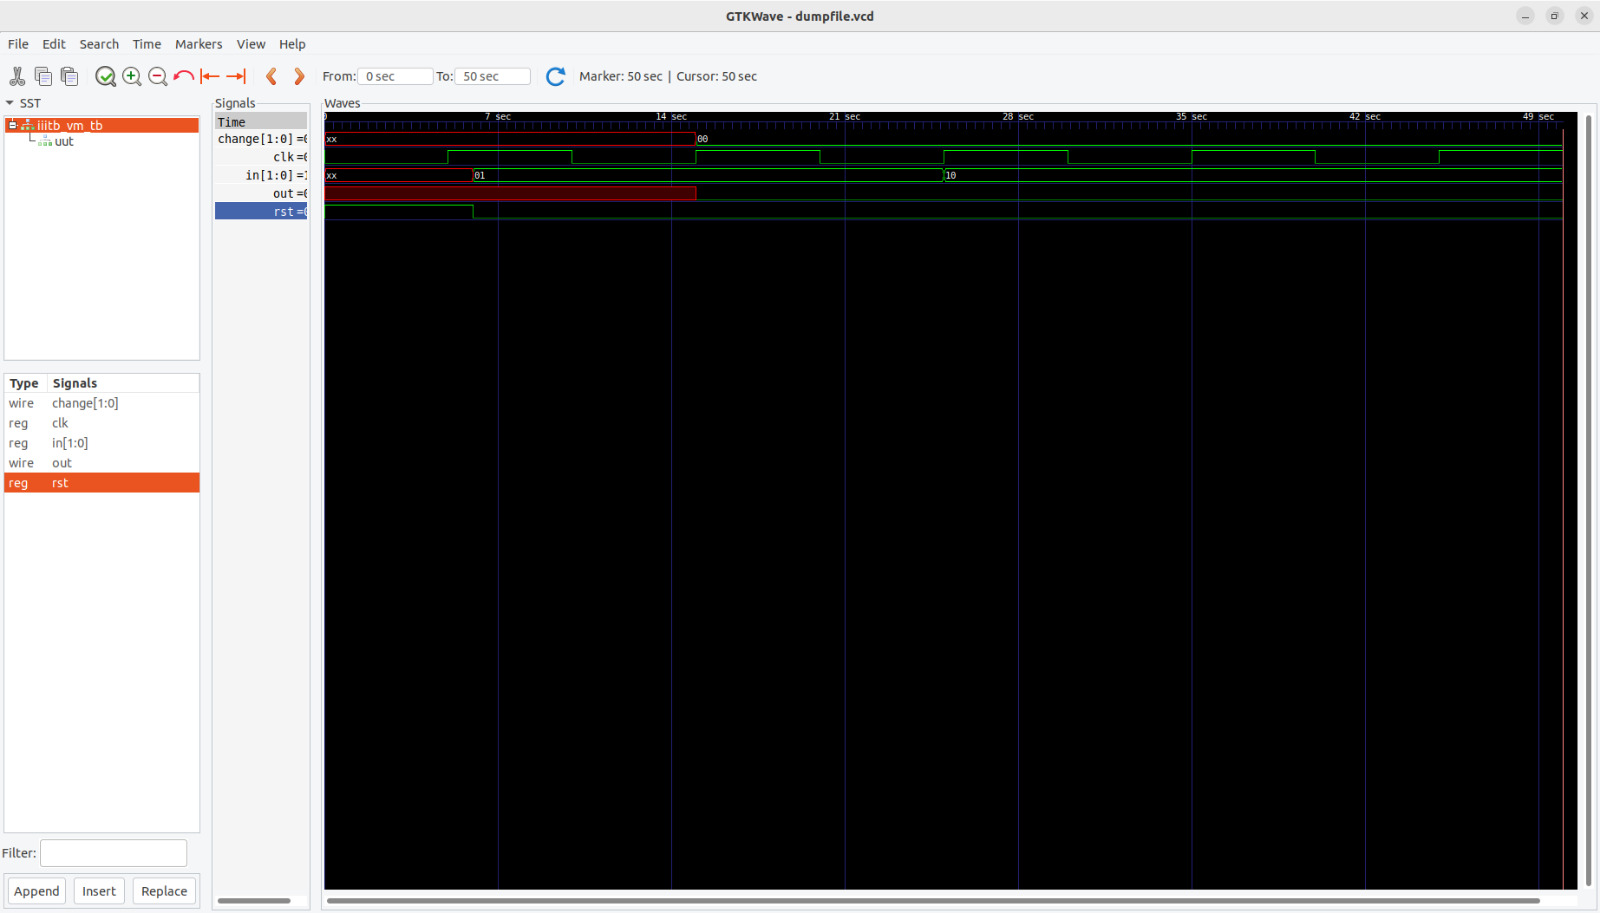 GTKWave - dumpfile.vcd
File Edit Search Time Markers View Help
From: 0 sec To: 50 sec Marker: 50 sec | Cursor: 50 sec
SST
iiitb_vm_tb
uut
Type Signals
wire change[1:0]
reg clk
reg in[1:0]
wire out
reg rst
Filter:
Append Insert Replace
Signals
Time
change[1:0] =0
clk =0
in[1:0] =1
out =0
rst =0
Waves
0 7 sec 14 sec 21 sec 28 sec 35 sec 42 sec 49 sec
xx 00
xx 01 10